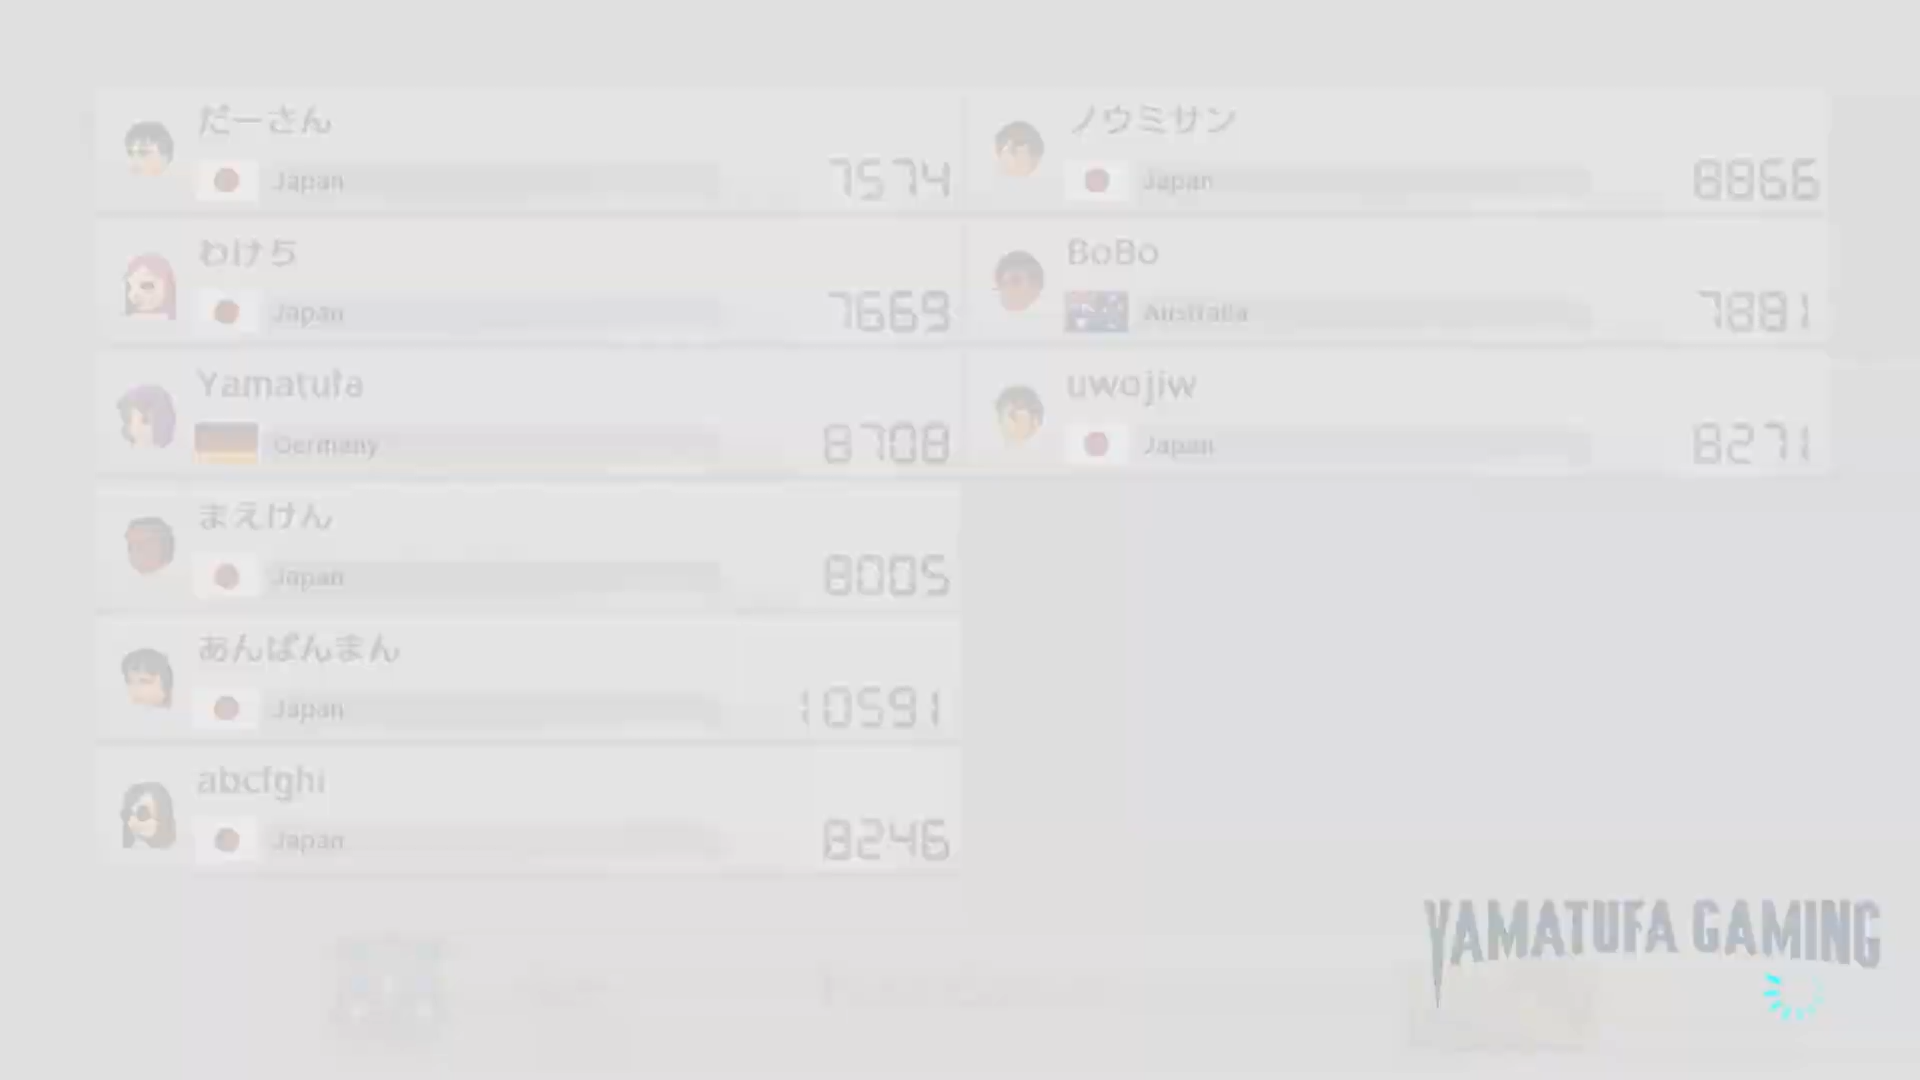 だーさん
Japan
7574
わけ５
Japan
7669
Yamatufa
Germany
8708
まえけん
Japan
8005
あんぱんまん
Japan
10591
abcfghi
Japan
8246
ノウミサン
Japan
8866
BoBo
Australia
7881
uwojiw
Japan
8271
YAMATUFA GAMING